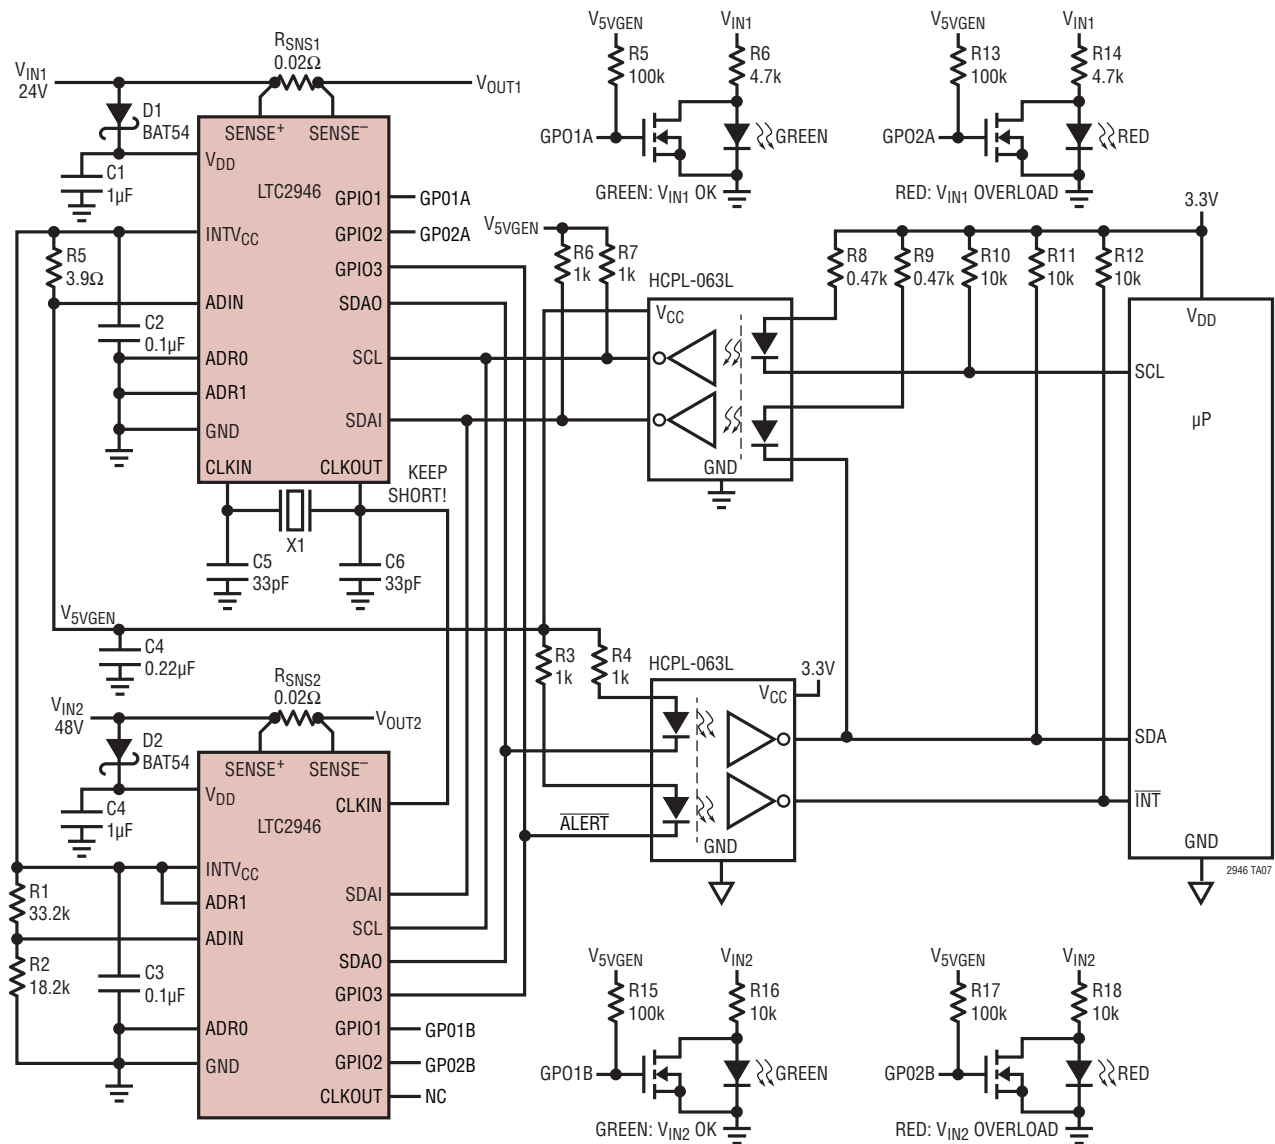 V5VGEN
R5
100k
GPO1A
VIN1
R6
4.7k
GREEN
GREEN: VIN1 OK
V5VGEN
R13
100k
GPO2A
VIN1
R14
4.7k
RED
RED: VIN1 OVERLOAD
VIN1
24V
RSNS1
0.02Ω
VOUT1
D1
BAT54
C1
1µF
SENSE+
SENSE–
VDD
LTC2946
GPIO1
GP01A
GPIO2
GP02A
INTVCC
GPIO3
R5
3.9Ω
ADIN
SDAO
C2
0.1µF
ADR0
SCL
ADR1
GND
SDAI
CLKIN
CLKOUT
KEEP
SHORT!
X1
C5
33pF
C6
33pF
V5VGEN
R6
1k
R7
1k
HCPL-063L
VCC
GND
R8
0.47k
R9
0.47k
R10
10k
R11
10k
R12
10k
3.3V
VDD
SCL
µP
SDA
INT
GND
2946 TA07
V5VGEN
C4
0.22µF
R3
1k
R4
1k
HCPL-063L
3.3V
VCC
ALERT
GND
VIN2
48V
RSNS2
0.02Ω
VOUT2
D2
BAT54
C4
1µF
SENSE+
SENSE–
VDD
CLKIN
LTC2946
INTVCC
ADR1
SDAI
R1
33.2k
SCL
ADIN
SDAO
R2
18.2k
C3
0.1µF
GPIO3
ADR0
GPIO1
GP01B
GND
GPIO2
GP02B
CLKOUT
NC
V5VGEN
R15
100k
GPO1B
VIN2
R16
10k
GREEN
GREEN: VIN2 OK
V5VGEN
R17
100k
GP02B
VIN2
R18
10k
RED
RED: VIN2 OVERLOAD